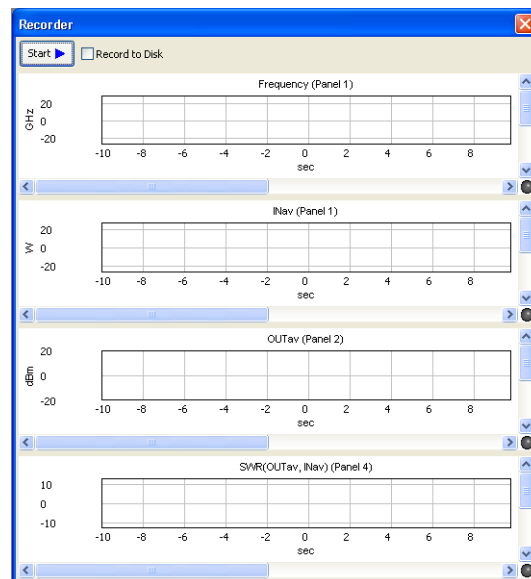 Recorder
Start Record to Disk
Frequency (Panel 1)
GHz
20
0
-20
-10 -8 -6 -4 -2 0 2 4 6 8
sec
INav (Panel 1)
W
20
0
-20
-10 -8 -6 -4 -2 0 2 4 6 8
sec
OUTav (Panel 2)
dBm
20
0
-20
-10 -8 -6 -4 -2 0 2 4 6 8
sec
SWR(OUTav, INav) (Panel 4)
10
0
-10
-10 -8 -6 -4 -2 0 2 4 6 8
sec